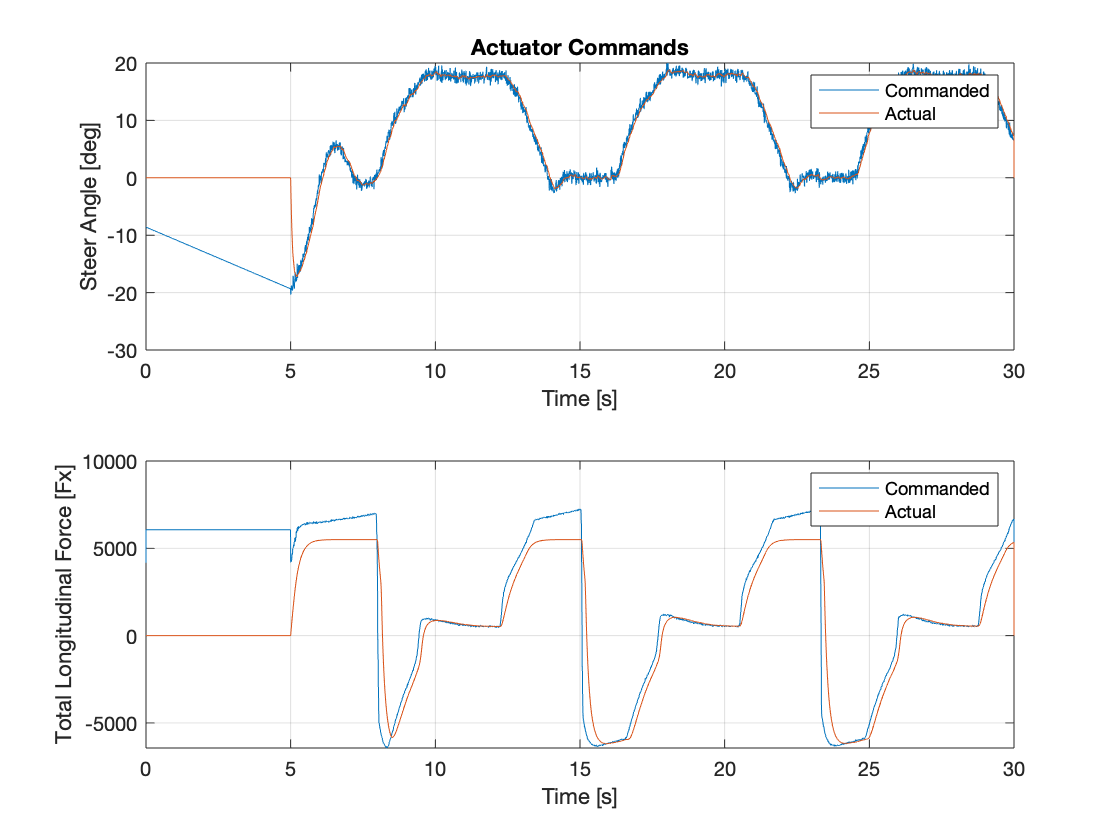 Actuator Commands
20
10
0
-10
-20
-30
Steer Angle [deg]
Commanded
Actual
0 5 10 15 20 25 30
Time [s]
10000
5000
0
-5000
Total Longitudinal Force [Fx]
Commanded
Actual
0 5 10 15 20 25 30
Time [s]